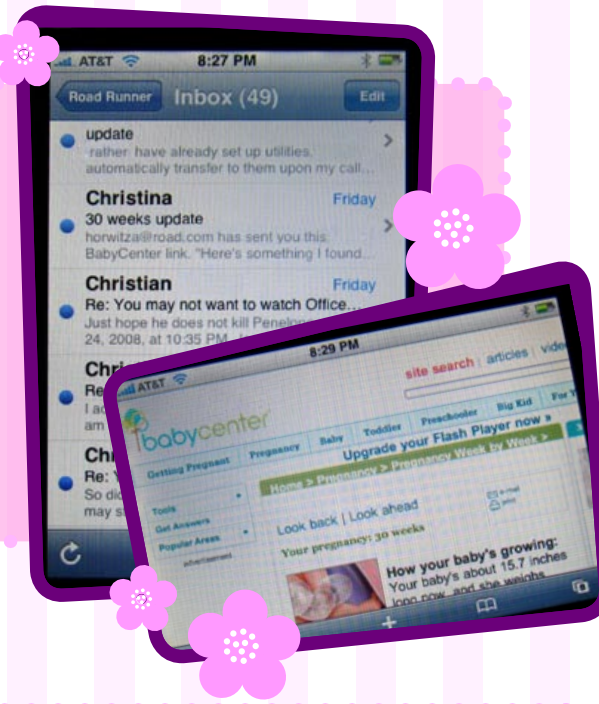 AT&T 8:27 PM
Road Runner Inbox (49) Edit
update
rather have already set up utilities.
automatically transfer to them upon my call...
Christina Friday
30 weeks update
horwitza@road.com has sent you this
BabyCenter link. "Here's something I found...
Christian Friday
Re: You may not want to watch Office...
Just hope he does not kill
24, 2008, at 10:35 PM,
Re
am
Re:
So
may
AT&T 8:29 PM
site search | articles |
babycenter
Getting Pregnant Pregnancy Baby Toddler Preschooler Big Kid For
Upgrade your Flash Player now »
Home > Pregnancy > Pregnancy Week by Week >
Tools
Get Answers
Popular Areas
advertisement
Look back | Look ahead
e-mail
print
Your pregnancy: 30 weeks
How your baby's growing:
Your baby's about 15.7 inches
long now, and she weighs